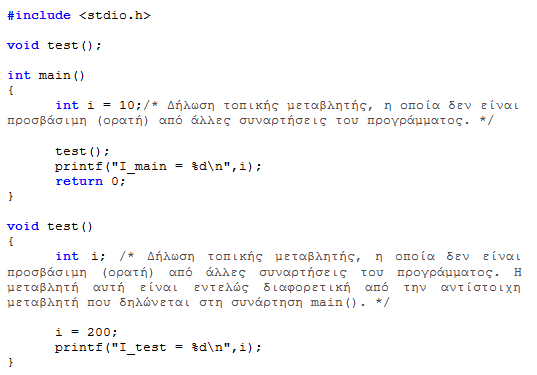 #include <stdio.h>
void test();
int main()
{
int i = 10;/* Δήλωση τοπικής μεταβλητής, η οποία δεν είναι
προσβάσιμη (ορατή) από άλλες συναρτήσεις του προγράμματος. */
test();
printf("I_main = %d\n",i);
return 0;
}
void test()
{
int i; /* Δήλωση τοπικής μεταβλητής, η οποία δεν είναι
προσβάσιμη (ορατή) από άλλες συναρτήσεις του προγράμματος. Η
μεταβλητή αυτή είναι εντελώς διαφορετική από την αντίστοιχη
μεταβλητή που δηλώνεται στη συνάρτηση main(). */
i = 200;
printf("I_test = %d\n",i);
}